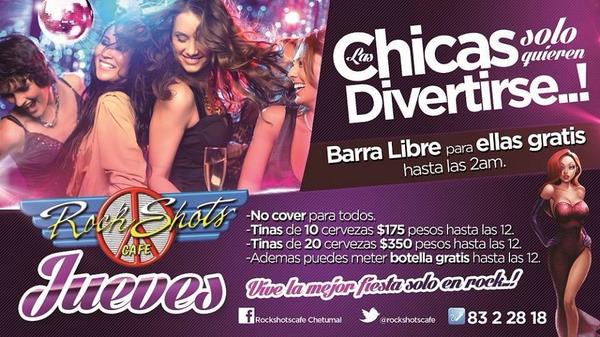 Las Chicas solo quieren
Divertirse..!
Barra Libre para ellas gratis
hasta las 2am.
Rock Shots
CAFE
Jueves
-No cover para todos.
-Tinas de 10 cervezas $175 pesos hasta las 12.
-Tinas de 20 cervezas $350 pesos hasta las 12.
-Ademas puedes meter botella gratis hasta las 12.
Vive la mejor fiesta solo en rock..!
f Rockshotscafe Chetumal
@rockshotscafe
83 2 28 18